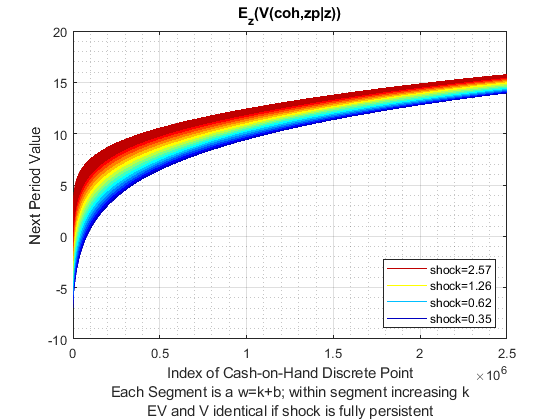 E_z(V(coh,zp|z))
20
15
10
5
0
-5
-10
Next Period Value
shock=2.57
shock=1.26
shock=0.62
shock=0.35
0 0.5 1 1.5 2 2.5
×10^6
Index of Cash-on-Hand Discrete Point
Each Segment is a w=k+b; within segment increasing k
EV and V identical if shock is fully persistent